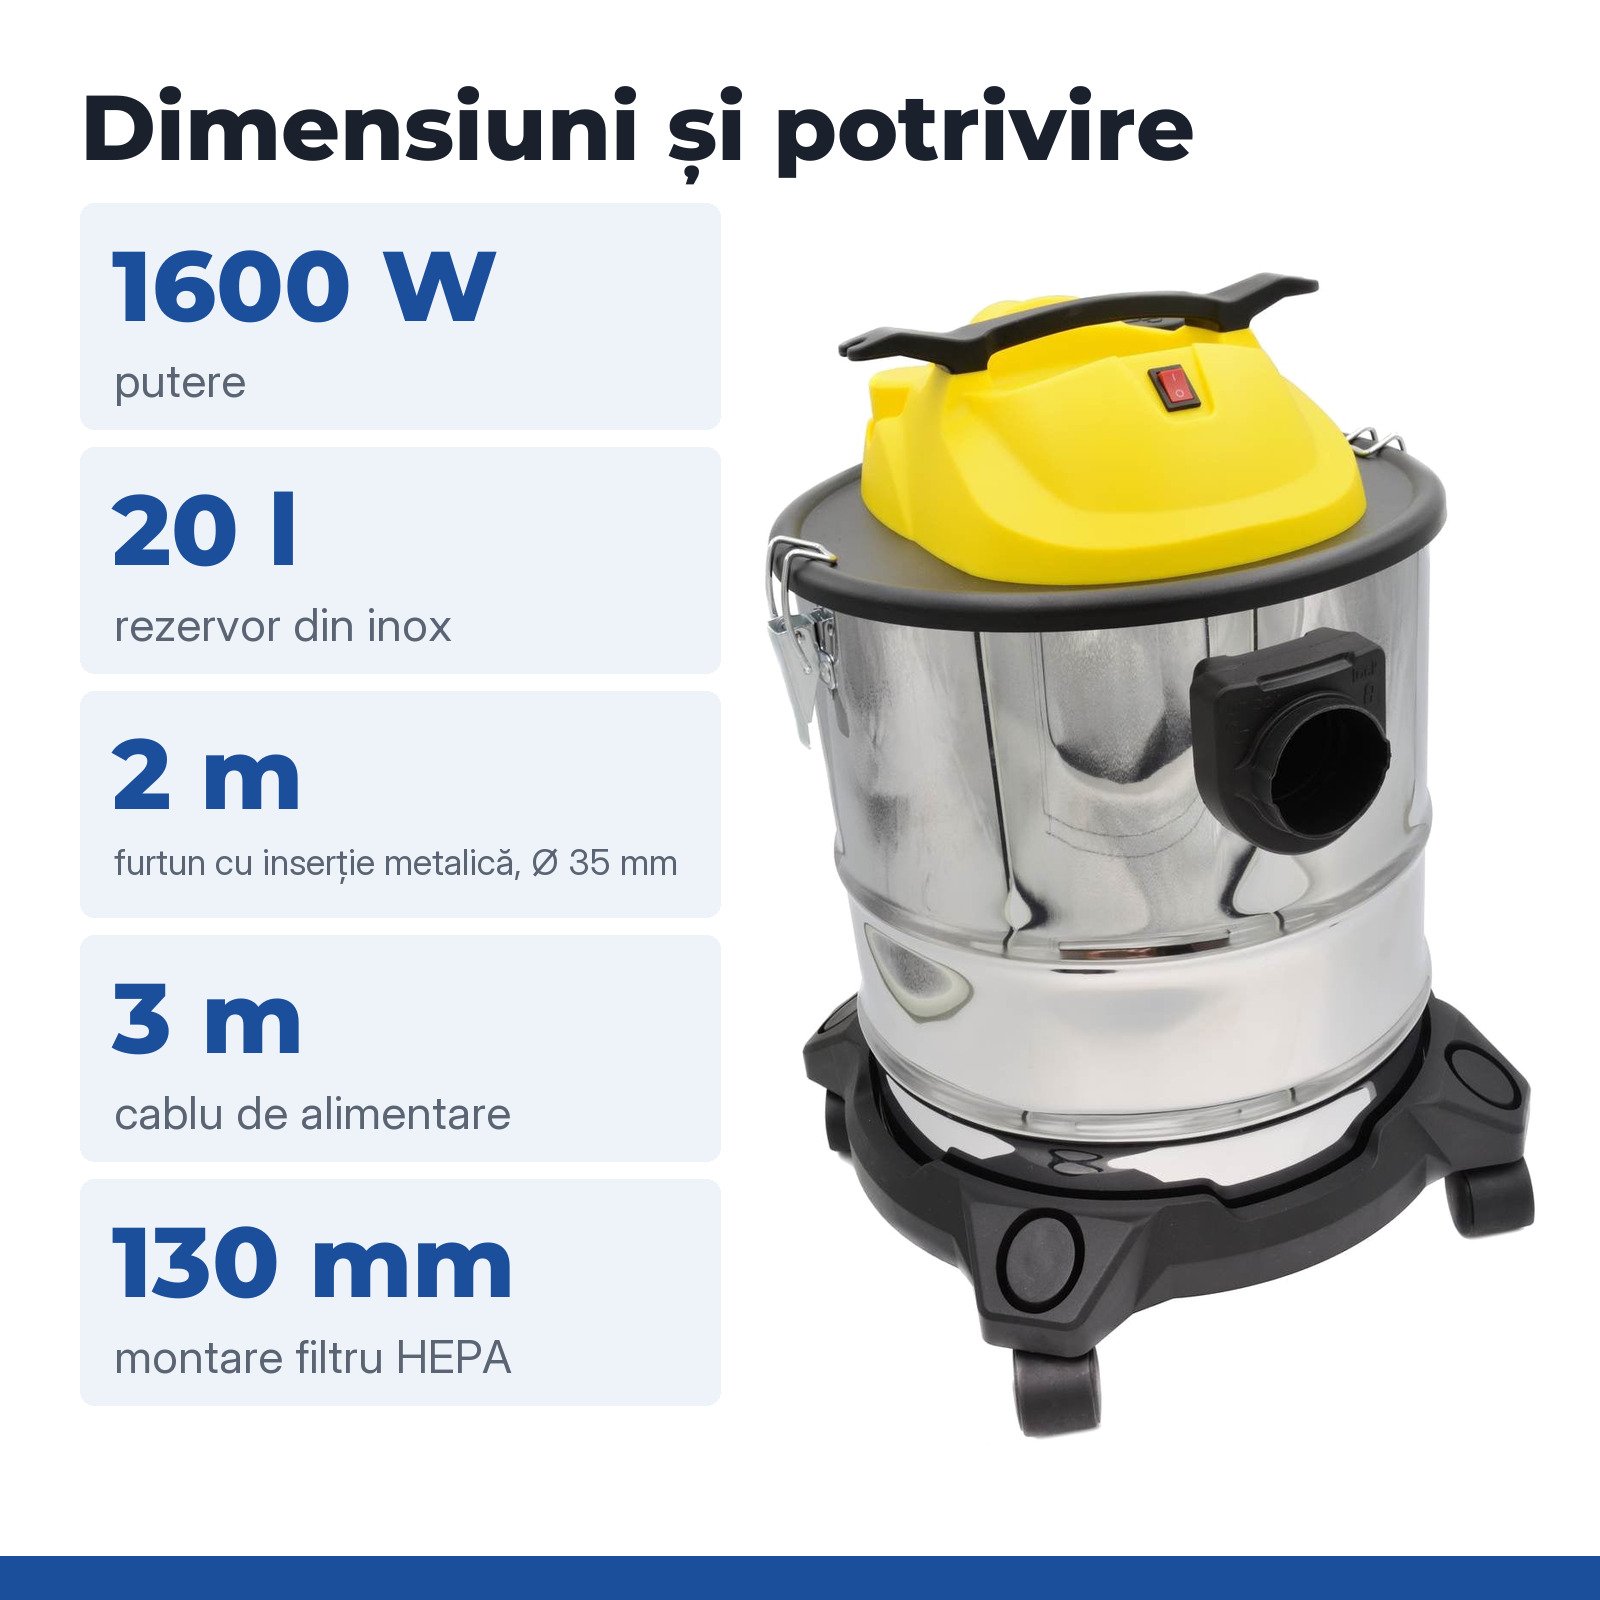 Dimensiuni și potrivire
1600 W
putere
20 l
rezervor din inox
2 m
furtun cu inserție metalică, Ø 35 mm
3 m
cablu de alimentare
130 mm
montare filtru HEPA